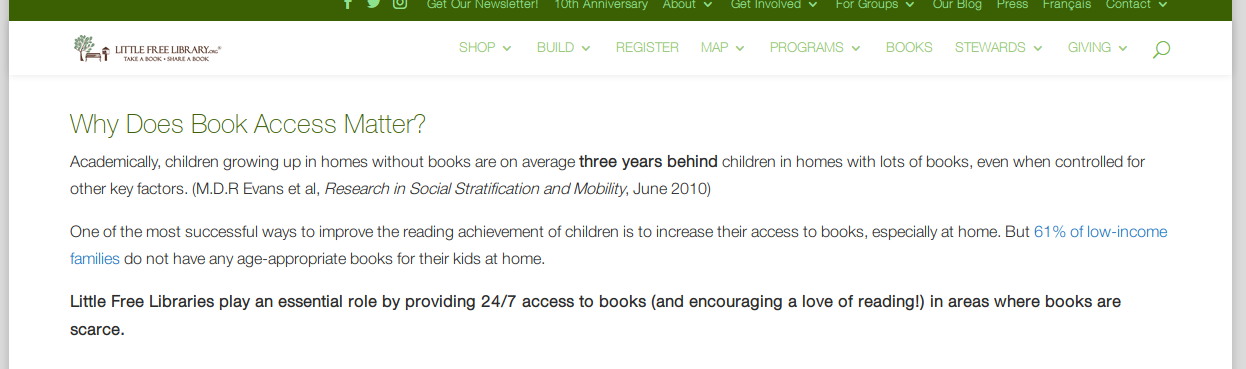 Get Our Newsletter! 10th Anniversary About Get Involved For Groups Our Blog Press Français Contact
LITTLE FREE LIBRARY.ORG®
TAKE A BOOK • SHARE A BOOK
SHOP BUILD REGISTER MAP PROGRAMS BOOKS STEWARDS GIVING
Why Does Book Access Matter?
Academically, children growing up in homes without books are on average three years behind children in homes with lots of books, even when controlled for
other key factors. (M.D.R Evans et al, Research in Social Stratification and Mobility, June 2010)
One of the most successful ways to improve the reading achievement of children is to increase their access to books, especially at home. But 61% of low-income
families do not have any age-appropriate books for their kids at home.
Little Free Libraries play an essential role by providing 24/7 access to books (and encouraging a love of reading!) in areas where books are
scarce.